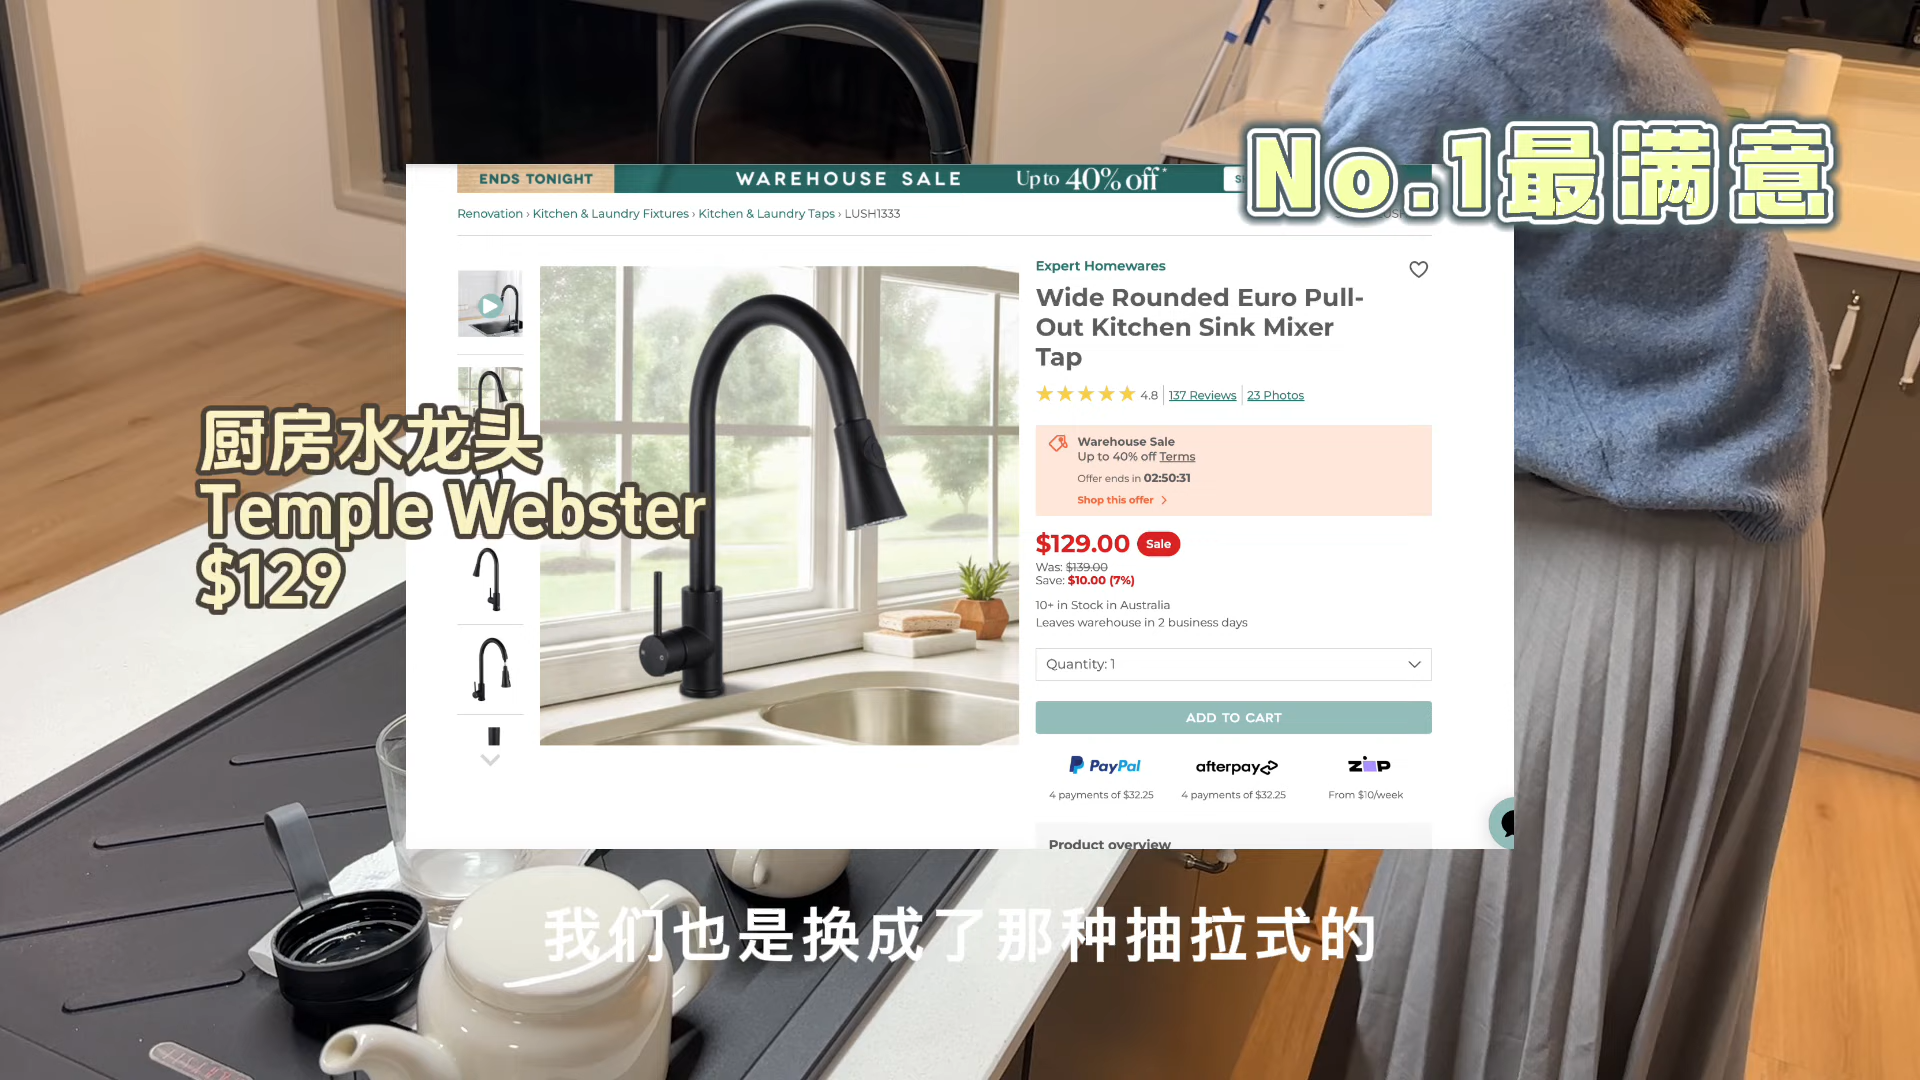 ENDS TONIGHT
WAREHOUSE SALE
Up to 40% off*
No.1最满意
Renovation › Kitchen & Laundry Fixtures › Kitchen & Laundry Taps › LUSH1333
Expert Homewares
Wide Rounded Euro Pull-
Out Kitchen Sink Mixer
Tap
4.8
137 Reviews
23 Photos
Warehouse Sale
Up to 40% off Terms
Offer ends in 02:50:31
Shop this offer >
厨房水龙头
Temple Webster
$129
$129.00 Sale
Was: $139.00
Save: $10.00 (7%)
10+ in Stock in Australia
Leaves warehouse in 2 business days
Quantity: 1
ADD TO CART
PayPal
4 payments of $32.25
afterpay
4 payments of $32.25
zip
From $10/week
Product overview
我们也是换成了那种抽拉式的